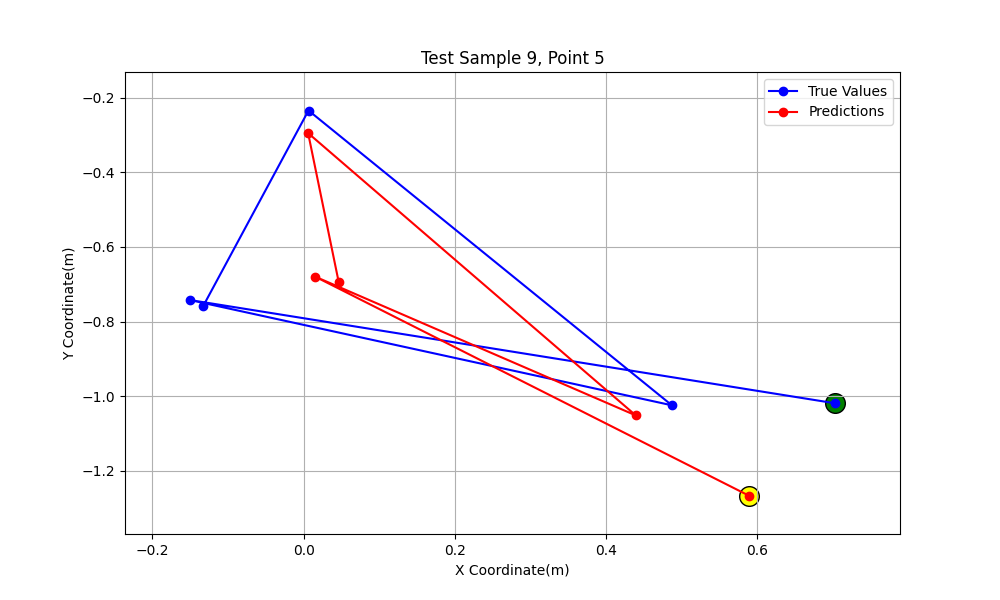 Test Sample 9, Point 5
True Values
Predictions
−0.2
−0.4
−0.6
−0.8
−1.0
−1.2
Y Coordinate(m)
−0.2
0.0
0.2
0.4
0.6
X Coordinate(m)